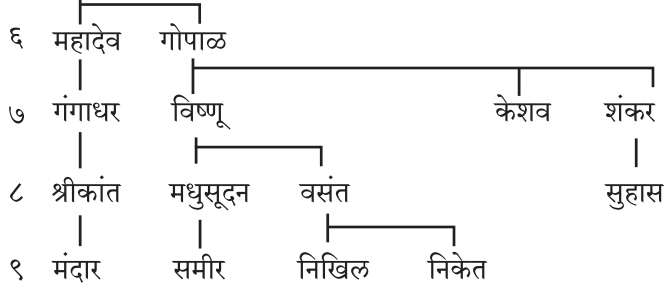 ६ महादेव गोपाळ
७ गंगाधर विष्णू केशव शंकर
८ श्रीकांत मधुसूदन वसंत सुहास
९ मंदार समीर निखिल निकेत